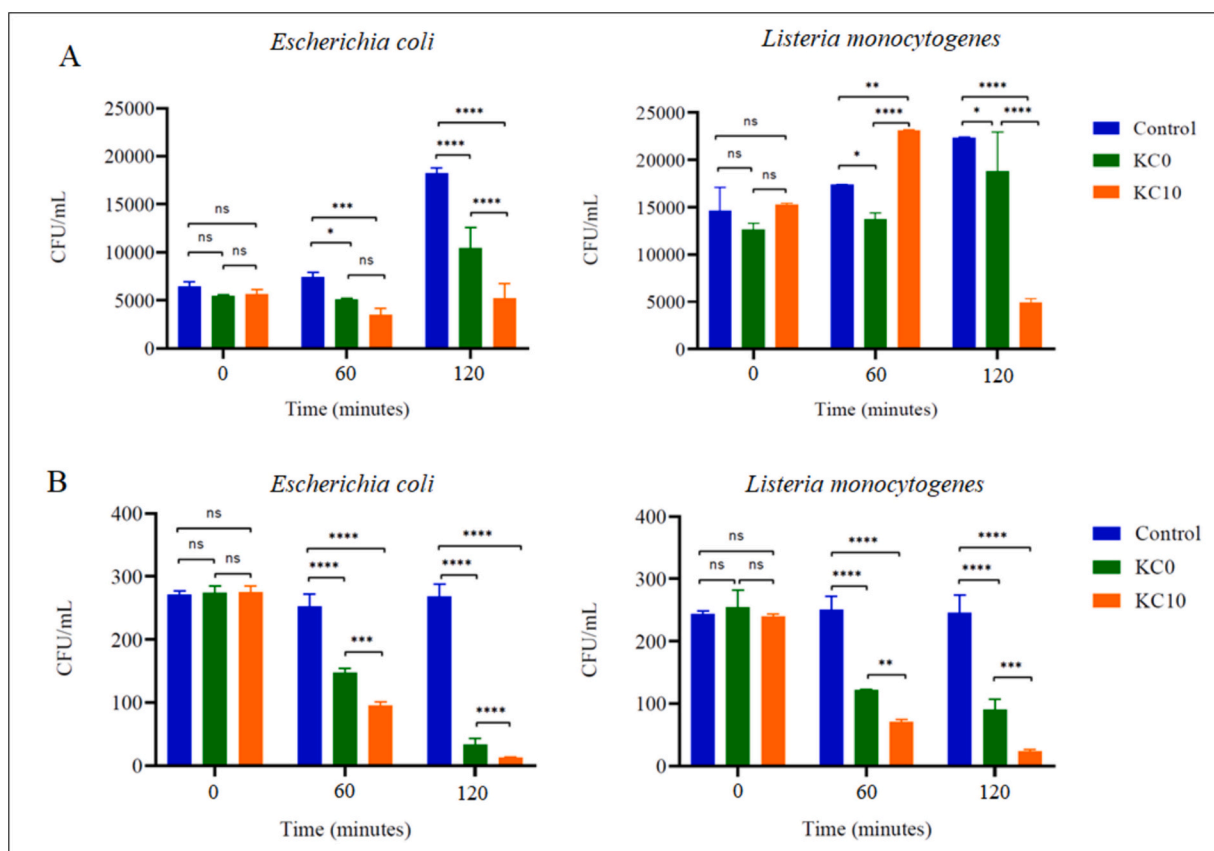 A
Escherichia coli
25000
20000
15000
10000
5000
0
CFU/mL
ns
ns
ns
***
*
ns
****
****
****
0
60
120
Time (minutes)
Listeria monocytogenes
25000
20000
15000
10000
5000
0
CFU/mL
ns
ns
ns
**
****
*
****
*
****
0
60
120
Time (minutes)
Control
KC0
KC10
B
Escherichia coli
400
300
200
100
0
CFU/mL
ns
ns
ns
****
****
***
****
****
****
0
60
120
Time (minutes)
Listeria monocytogenes
400
300
200
100
0
CFU/mL
ns
ns
ns
****
****
**
****
****
***
0
60
120
Time (minutes)
Control
KC0
KC10